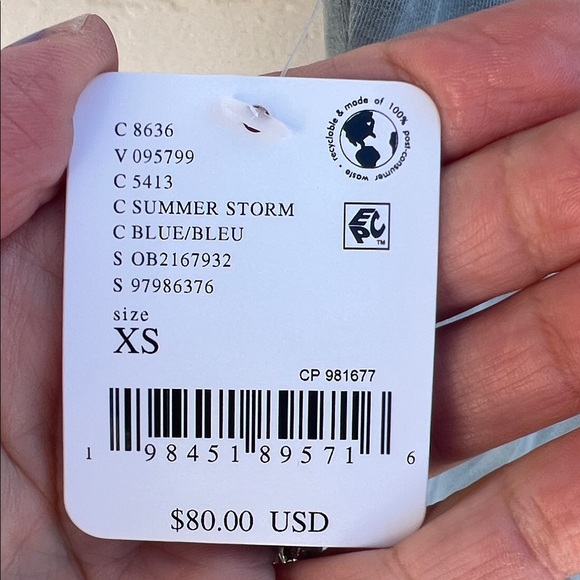 C 8636
V 095799
C 5413
C SUMMER STORM
C BLUE/BLEU
S OB2167932
S 97986376
size
XS
recyclable & made of 100% post-consumer waste •
EPC™
CP 981677
1 98451 89571 6
$80.00 USD